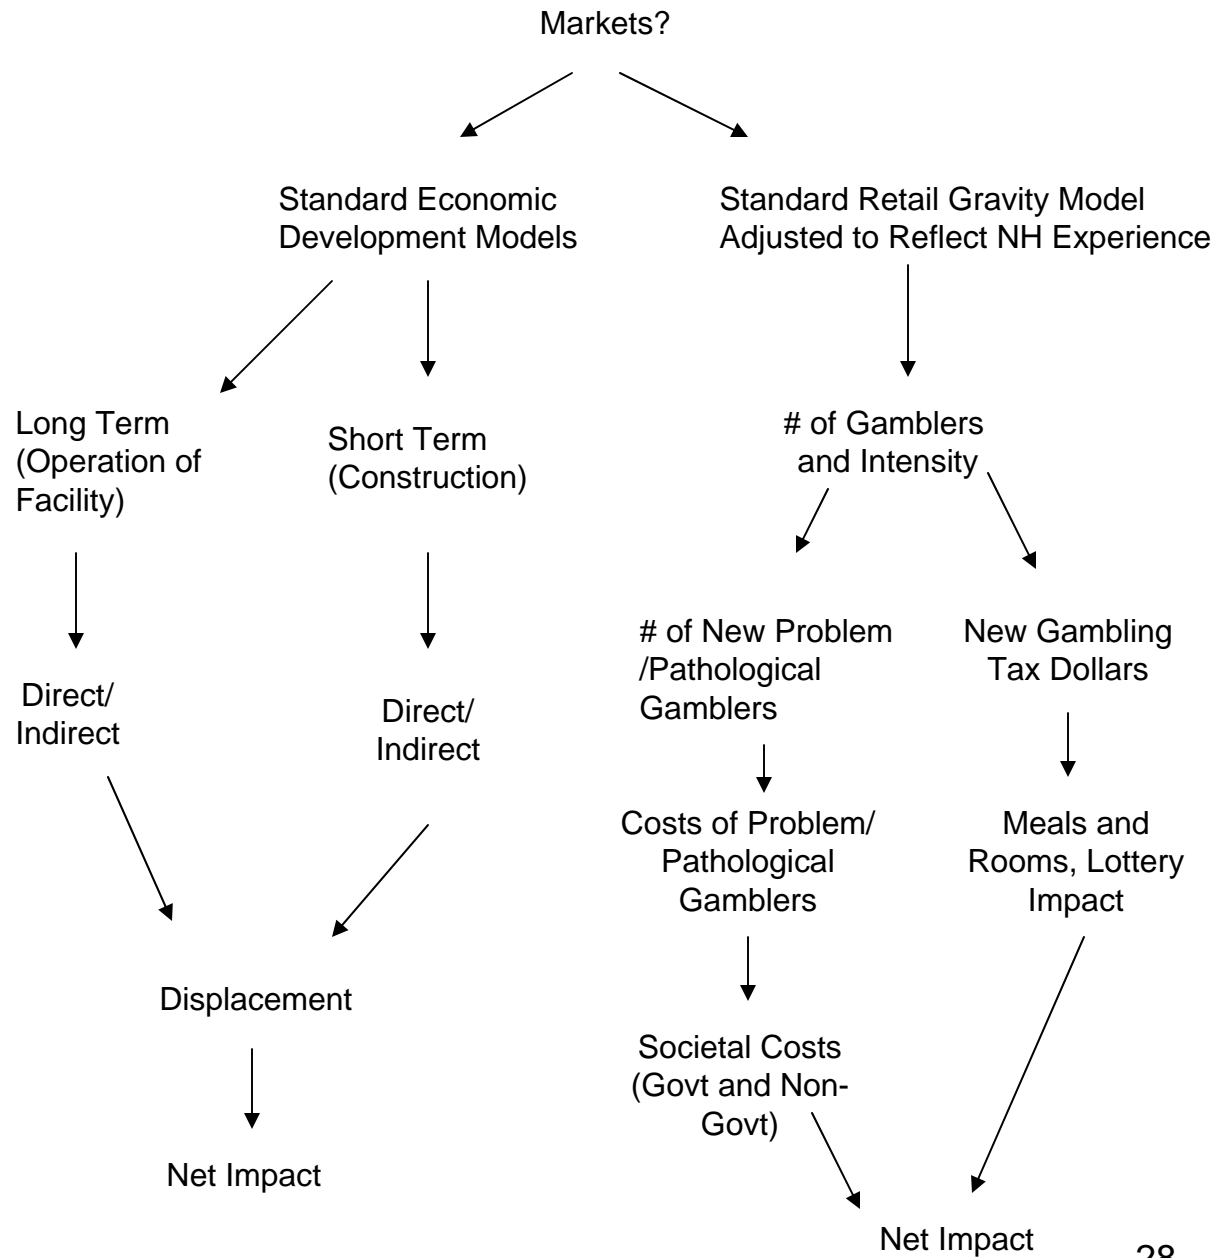 Markets?
Standard Economic
Development Models
Standard Retail Gravity Model
Adjusted to Reflect NH Experience
Long Term
(Operation of
Facility)
Short Term
(Construction)
# of Gamblers
and Intensity
Direct/
Indirect
Direct/
Indirect
# of New Problem
/Pathological
Gamblers
New Gambling
Tax Dollars
Costs of Problem/
Pathological
Gamblers
Meals and
Rooms, Lottery
Impact
Displacement
Societal Costs
(Govt and Non-
Govt)
Net Impact
Net Impact
28